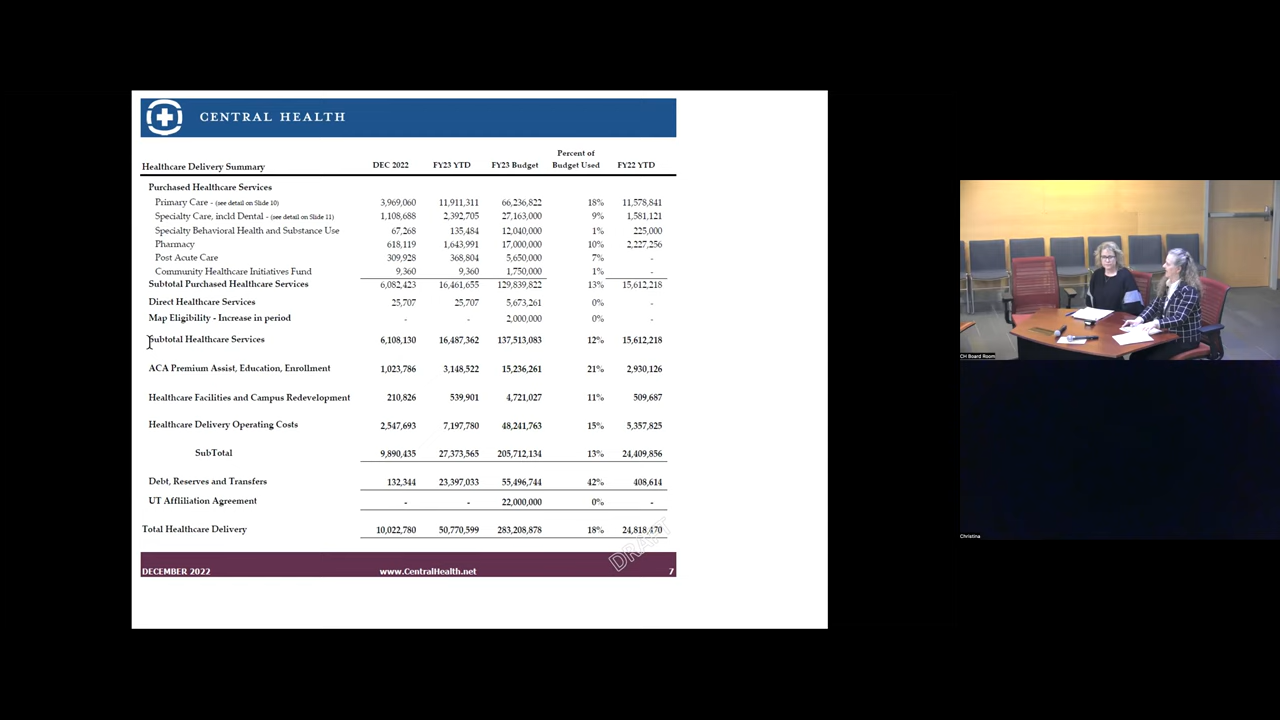 CENTRAL HEALTH
Healthcare Delivery Summary DEC 2022 FY23 YTD FY23 Budget Percent of Budget Used FY22 YTD
Purchased Healthcare Services
Primary Care - (see detail on Slide 10) 3,969,060 11,911,311 66,236,822 18% 11,578,841
Specialty Care, incld Dental - (see detail on Slide 11) 1,108,688 2,392,705 27,163,000 9% 1,581,121
Specialty Behavioral Health and Substance Use 67,268 135,484 12,040,000 1% 225,000
Pharmacy 618,119 1,643,991 17,000,000 10% 2,227,256
Post Acute Care 309,928 368,804 5,650,000 7% -
Community Healthcare Initiatives Fund 9,360 9,360 1,750,000 1% -
Subtotal Purchased Healthcare Services 6,082,423 16,461,655 129,839,822 13% 15,612,218
Direct Healthcare Services 25,707 25,707 5,673,261 0% -
Map Eligibility - Increase in period - - 2,000,000 0% -
Subtotal Healthcare Services 6,108,130 16,487,362 137,513,083 12% 15,612,218
ACA Premium Assist, Education, Enrollment 1,023,786 3,148,522 15,236,261 21% 2,930,126
Healthcare Facilities and Campus Redevelopment 210,826 539,901 4,721,027 11% 509,687
Healthcare Delivery Operating Costs 2,547,693 7,197,780 48,241,763 15% 5,357,825
SubTotal 9,890,435 27,373,565 205,712,134 13% 24,409,856
Debt, Reserves and Transfers 132,344 23,397,033 55,496,744 42% 408,614
UT Affliliation Agreement - - 22,000,000 0% -
Total Healthcare Delivery 10,022,780 50,770,599 283,208,878 18% 24,818,470
DRAFT
DECEMBER 2022 www.CentralHealth.net 7
CH Board Room
Christina